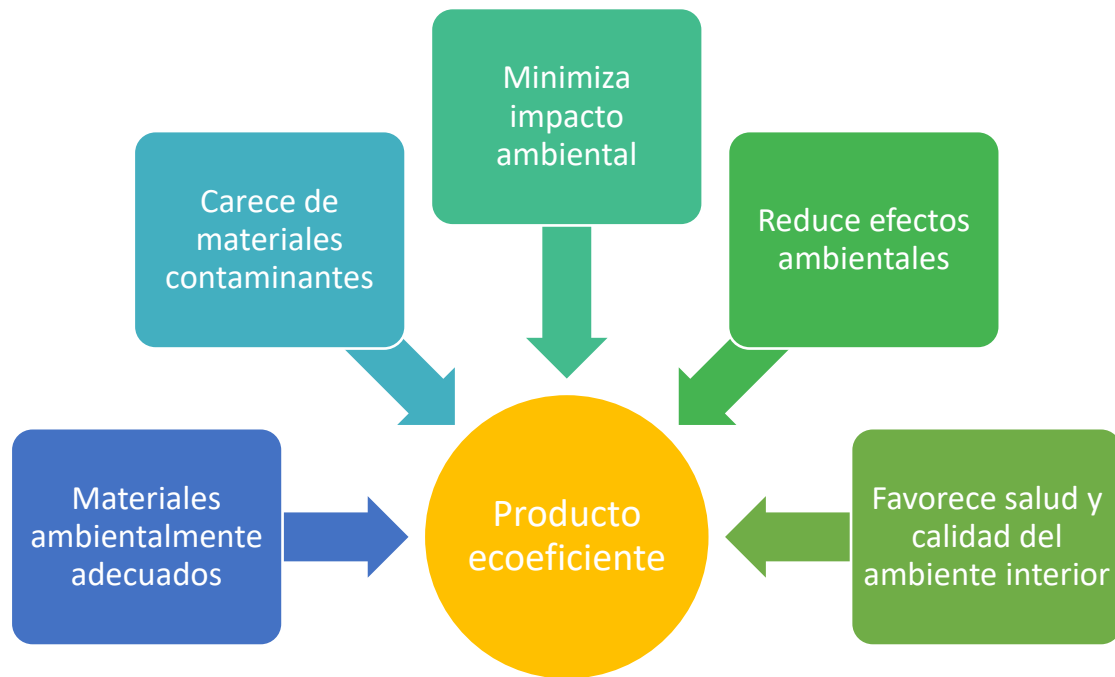 Minimiza
impacto
ambiental
Carece de
materiales
contaminantes
Reduce efectos
ambientales
Materiales
ambientalmente
adecuados
Producto
ecoeficiente
Favorece salud y
calidad del
ambiente interior